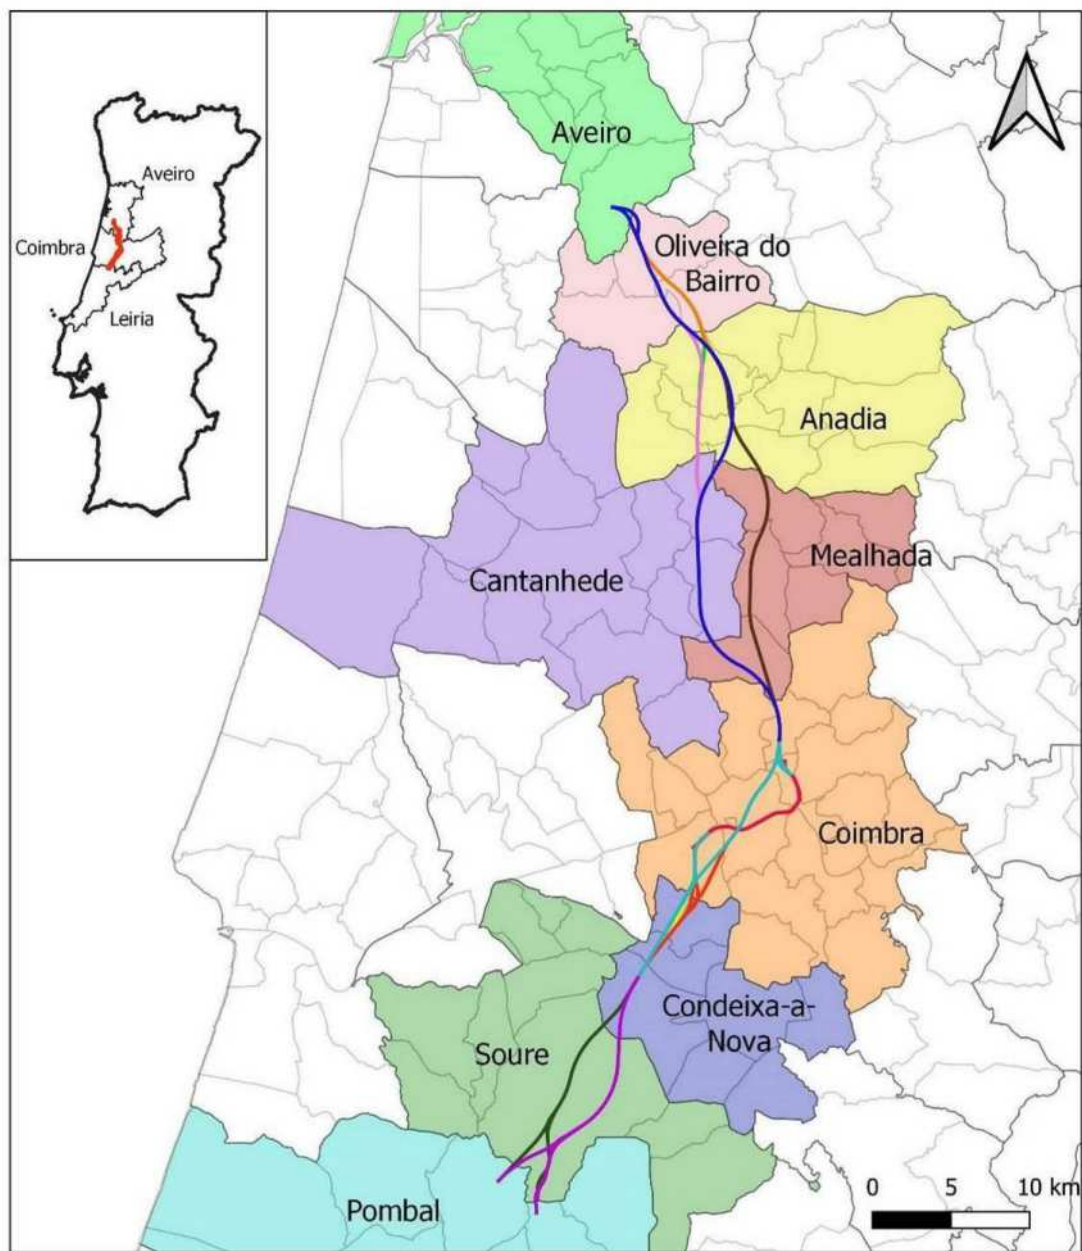 Aveiro
Coimbra
Leiria
Aveiro
Oliveira do
Bairro
Anadia
Mealhada
Cantanhede
Coimbra
Condeixa-a-
Nova
Soure
Pombal
0 5 10 km